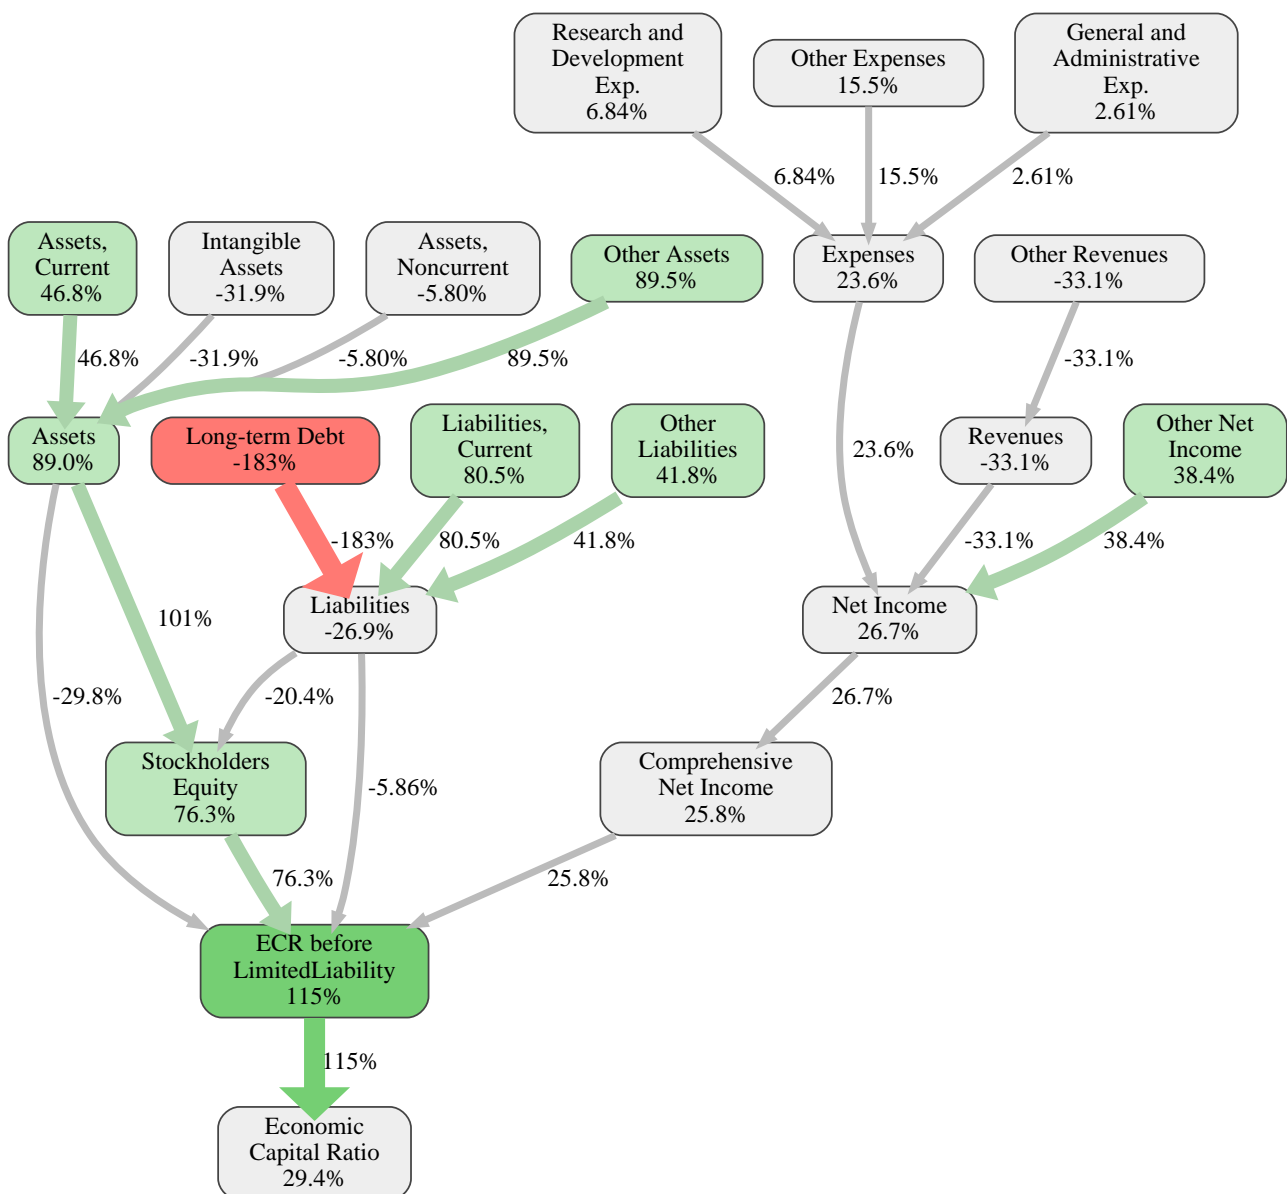 Research and
Development
Exp.
6.84%
Other Expenses
15.5%
General and
Administrative
Exp.
2.61%
6.84%
15.5%
2.61%
Assets,
Current
46.8%
Intangible
Assets
-31.9%
Assets,
Noncurrent
-5.80%
Other Assets
89.5%
Expenses
23.6%
Other Revenues
-33.1%
46.8%
-31.9%
-5.80%
89.5%
-33.1%
Assets
89.0%
Long-term Debt
-183%
Liabilities,
Current
80.5%
Other
Liabilities
41.8%
23.6%
Revenues
-33.1%
Other Net
Income
38.4%
-183%
80.5%
41.8%
-33.1%
38.4%
101%
Liabilities
-26.9%
Net Income
26.7%
-29.8%
-20.4%
26.7%
Stockholders
Equity
76.3%
-5.86%
Comprehensive
Net Income
25.8%
76.3%
25.8%
ECR before
LimitedLiability
115%
115%
Economic
Capital Ratio
29.4%